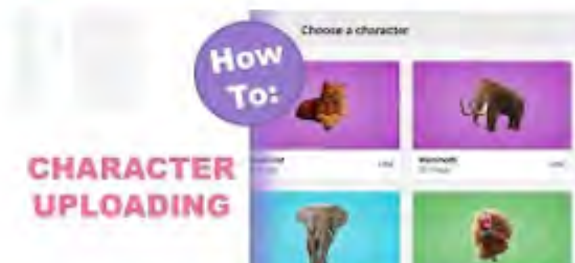 Choose a character
How
To:
CHARACTER
UPLOADING
Mammoth